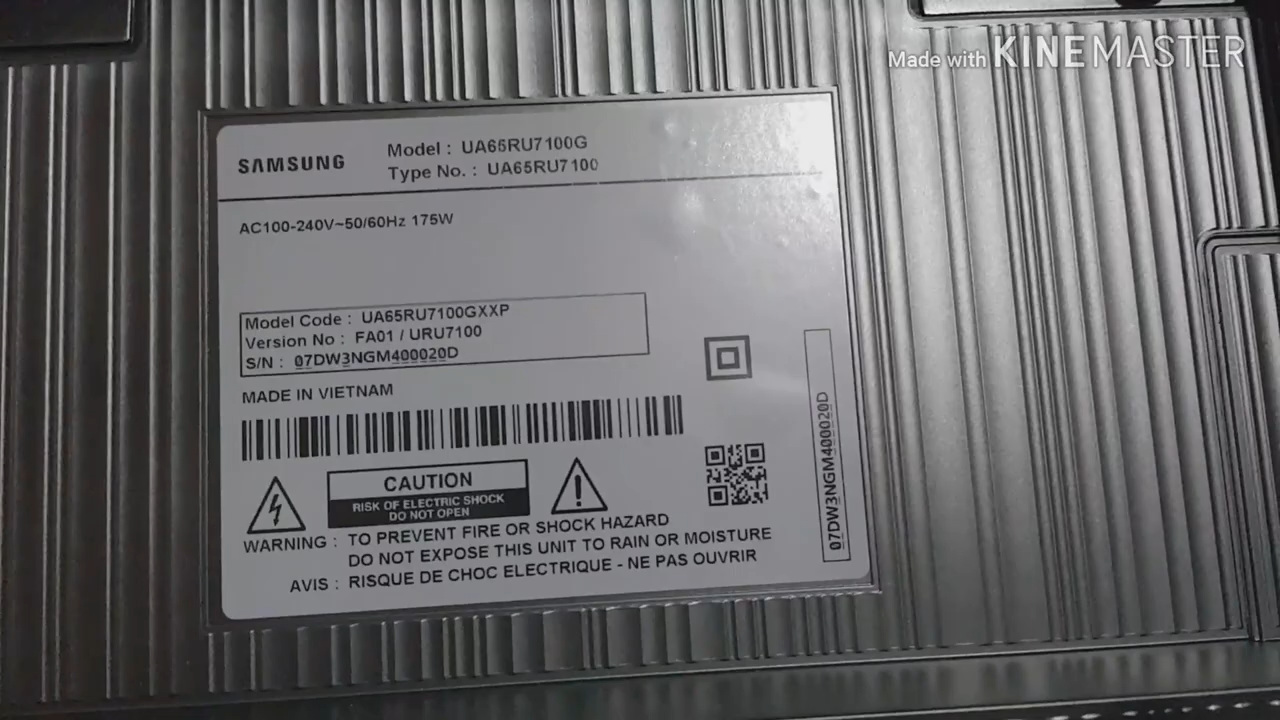 Made with KINEMASTER
SAMSUNG
Model : UA65RU7100G
Type No. : UA65RU7100
AC100-240V~50/60Hz 175W
Model Code : UA65RU7100GXXP
Version No : FA01 / URU7100
S/N : 07DW3NGM400020D
MADE IN VIETNAM
CAUTION
RISK OF ELECTRIC SHOCK
DO NOT OPEN
WARNING : TO PREVENT FIRE OR SHOCK HAZARD
DO NOT EXPOSE THIS UNIT TO RAIN OR MOISTURE
AVIS : RISQUE DE CHOC ELECTRIQUE - NE PAS OUVRIR
07DW3NGM400020D